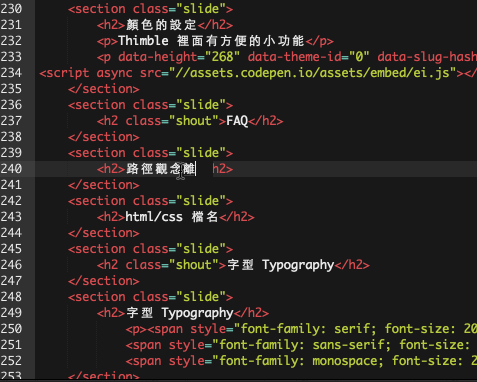 230 <section class="slide">
231 <h2>顏色的設定</h2>
232 <p>Thimble 裡面有方便的小功能</p>
233 <p data-height="268" data-theme-id="0" data-slug-hash
234 <script async src="//assets.codepen.io/assets/embed/ei.js"></
235 </section>
236 <section class="slide">
237 <h2 class="shout">FAQ</h2>
238 </section>
239 <section class="slide">
240 <h2>路徑觀念離 h2>
241 </section>
242 <section class="slide">
243 <h2>html/css 檔名</h2>
244 </section>
245 <section class="slide">
246 <h2 class="shout">字型 Typography</h2>
247 </section>
248 <section class="slide">
249 <h2>字型 Typography</h2>
250 <p><span style="font-family: serif; font-size: 20
251 <span style="font-family: sans-serif; font-size:
252 <span style="font-family: monospace; font-size: 2
253 </section>